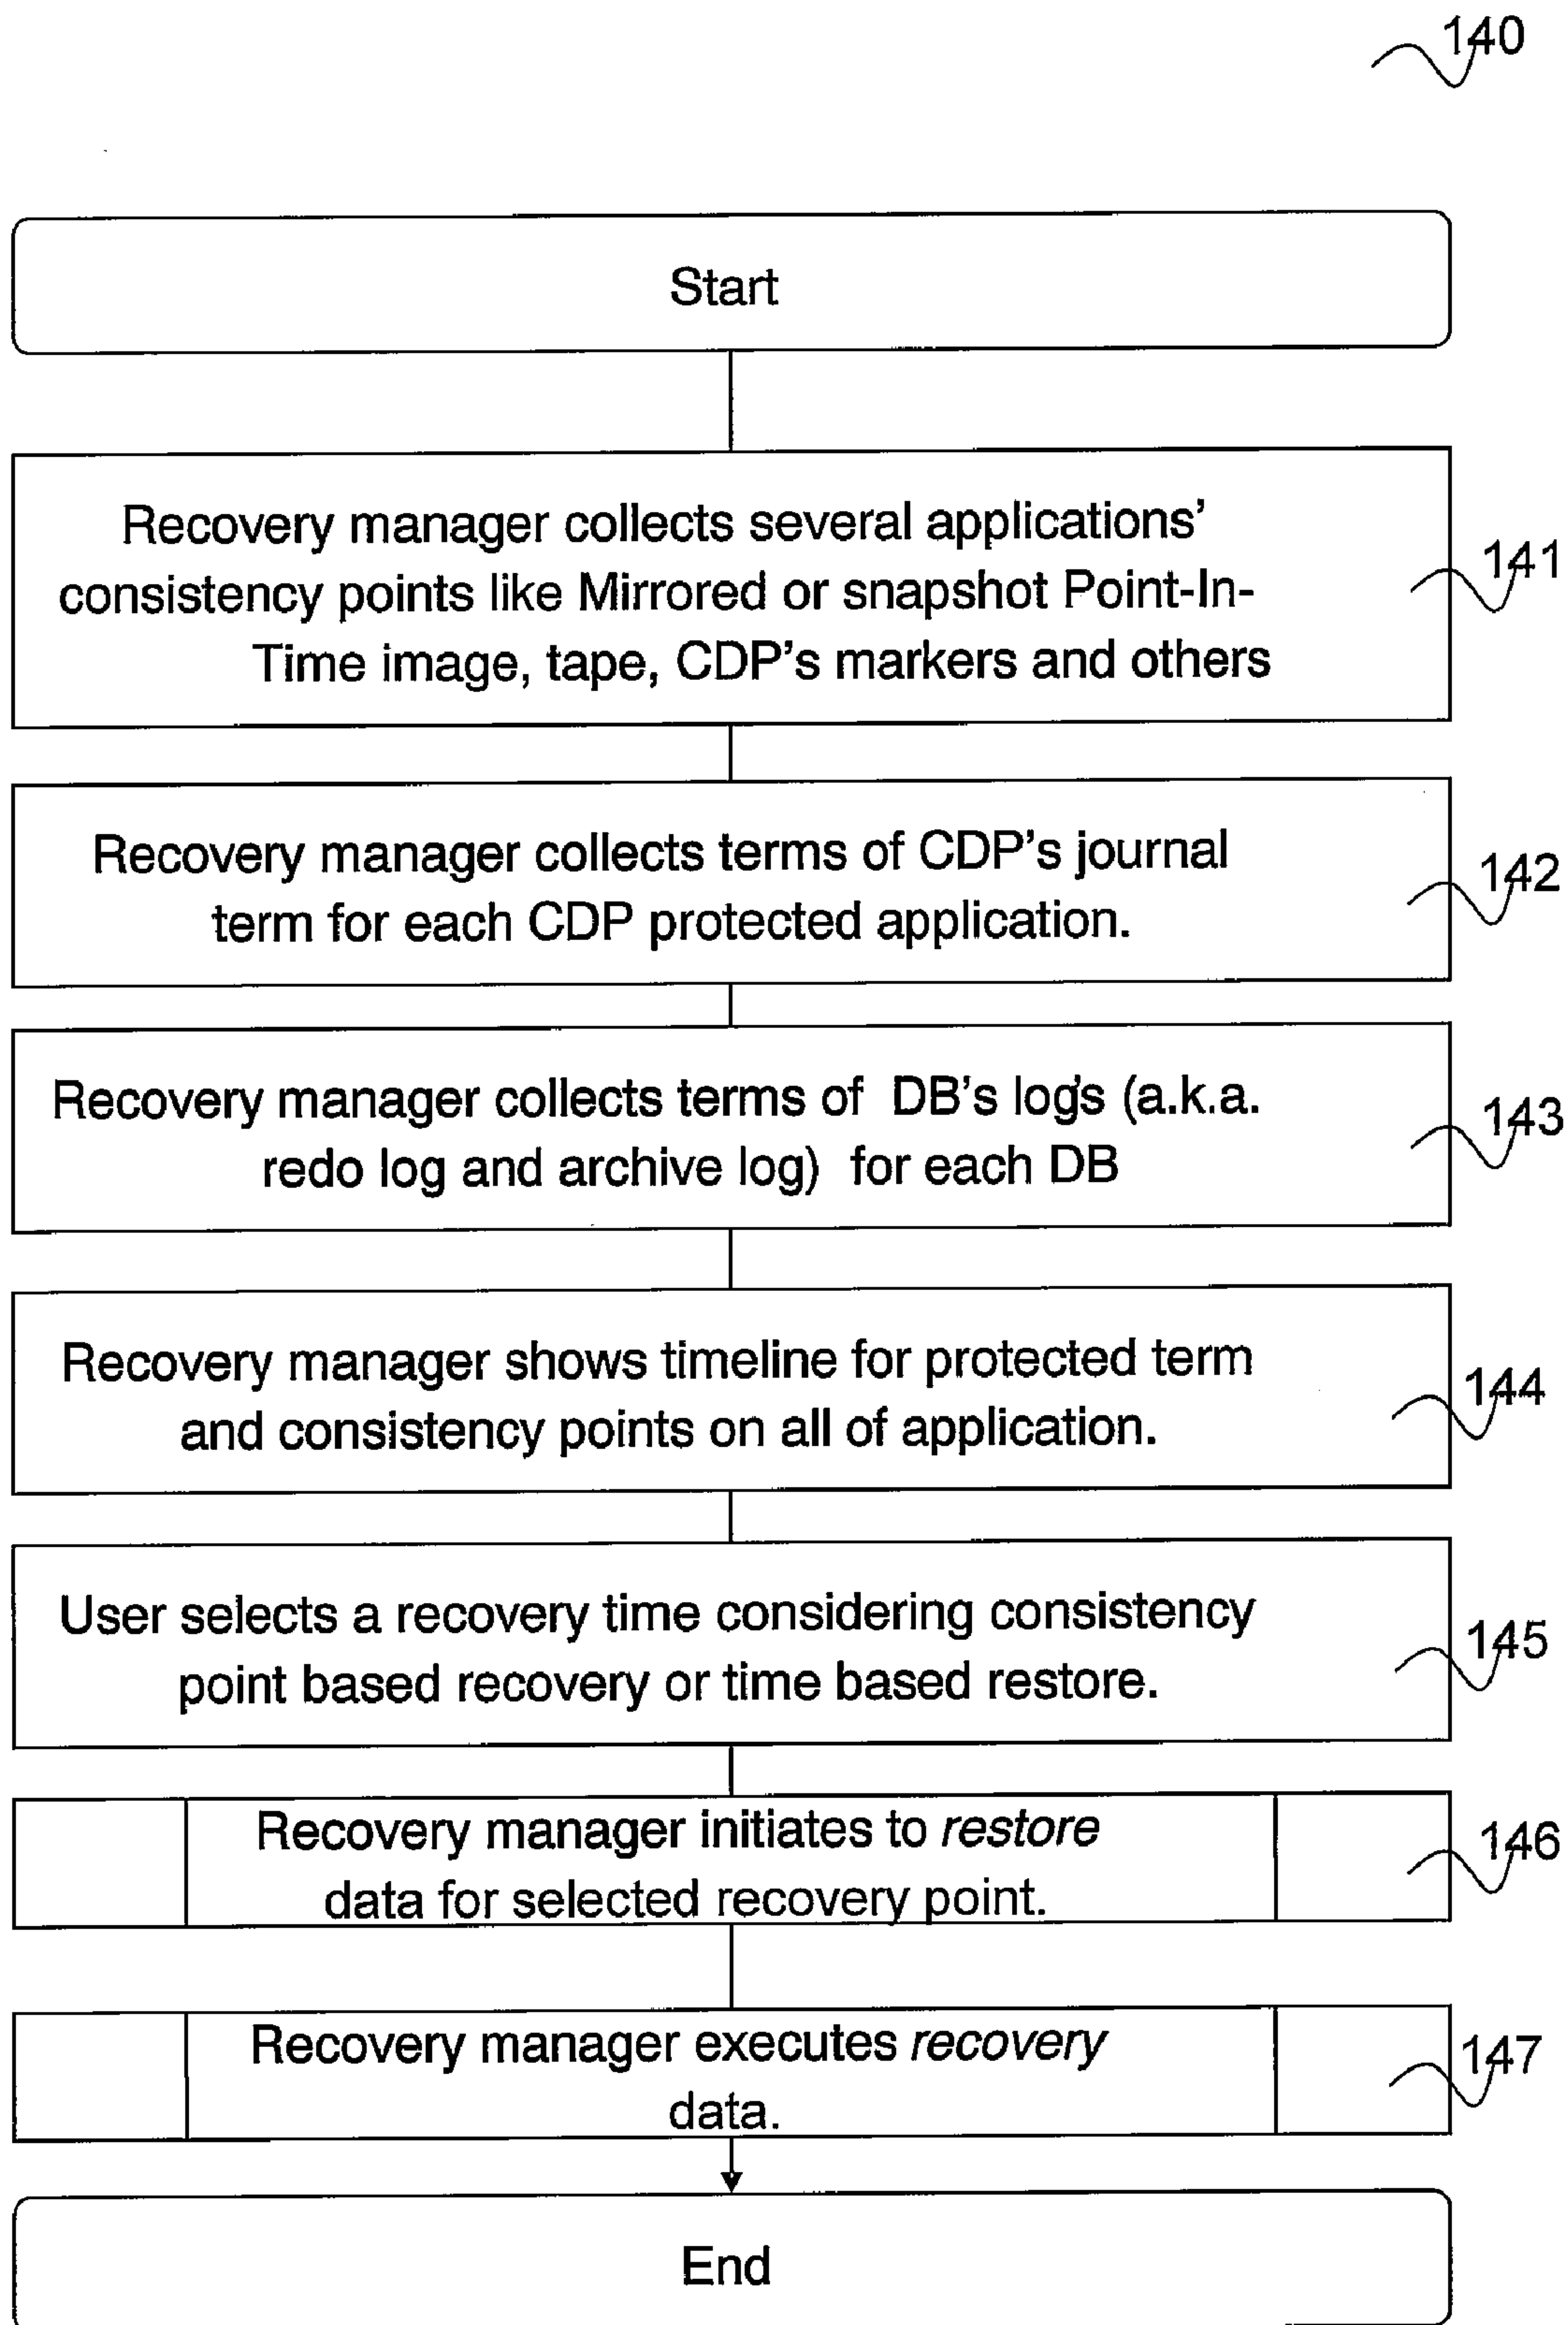 140
Start
Recovery manager collects several applications’
consistency points like Mirrored or snapshot Point-In-
Time image, tape, CDP’s markers and others
141
Recovery manager collects terms of CDP’s journal
term for each CDP protected application.
142
Recovery manager collects terms of DB’s logs (a.k.a.
redo log and archive log) for each DB
143
Recovery manager shows timeline for protected term
and consistency points on all of application.
144
User selects a recovery time considering consistency
point based recovery or time based restore.
145
Recovery manager initiates to restore
data for selected recovery point.
146
Recovery manager executes recovery
data.
147
End